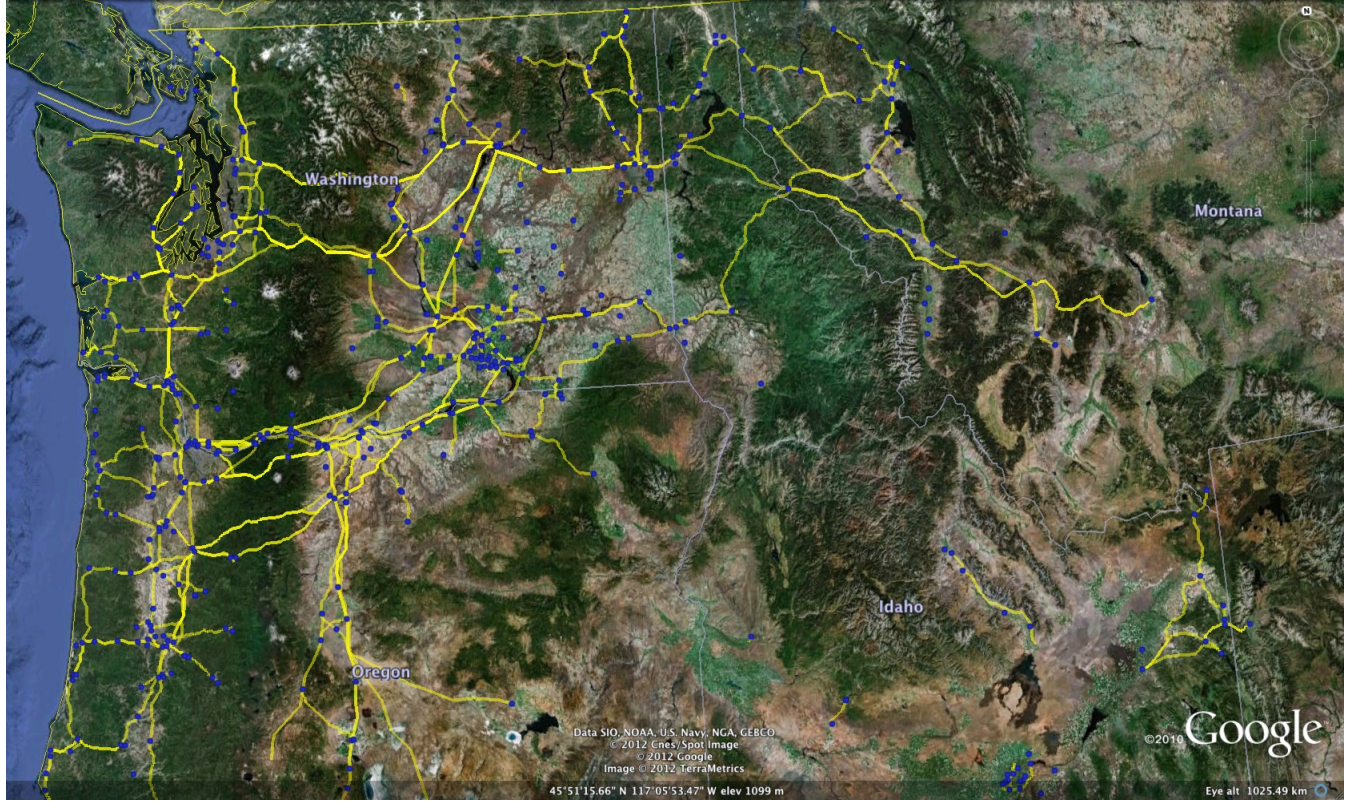 N
Washington
Montana
Idaho
Oregon
Data SIO, NOAA, U.S. Navy, NGA, GEBCO
© 2012 Cnes/Spot Image
© 2012 Google
Image © 2012 TerraMetrics
©2010 Google
45°51'15.66" N 117°05'53.47" W elev 1099 m
Eye alt 1025.49 km